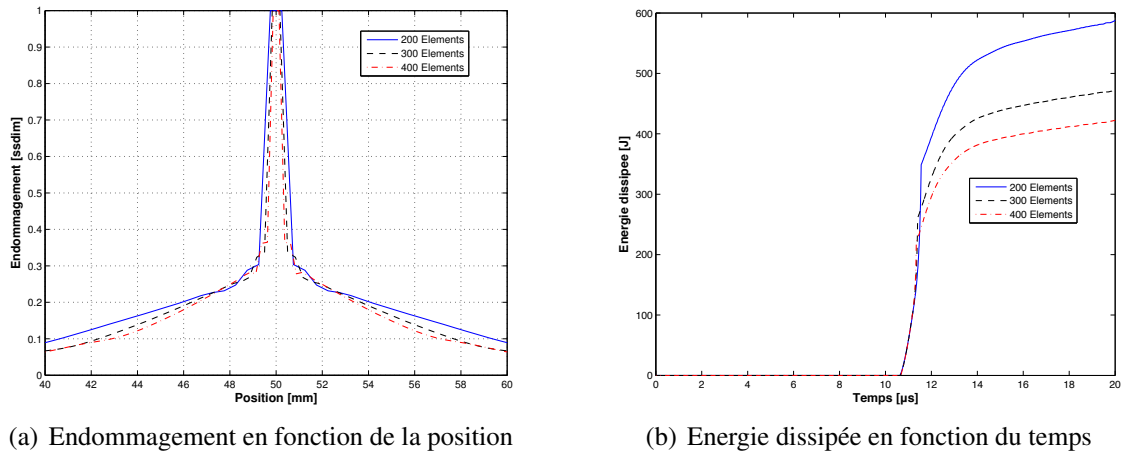 1
0.9
0.8
0.7
0.6
0.5
0.4
0.3
0.2
0.1
0
40 42 44 46 48 50 52 54 56 58 60
Endommagement [ssdim]
Position [mm]
200 Elements
300 Elements
400 Elements
(a) Endommagement en fonction de la position
600
500
400
300
200
100
0
0 2 4 6 8 10 12 14 16 18 20
Energie dissipee [J]
Temps [µs]
200 Elements
300 Elements
400 Elements
(b) Energie dissipée en fonction du temps